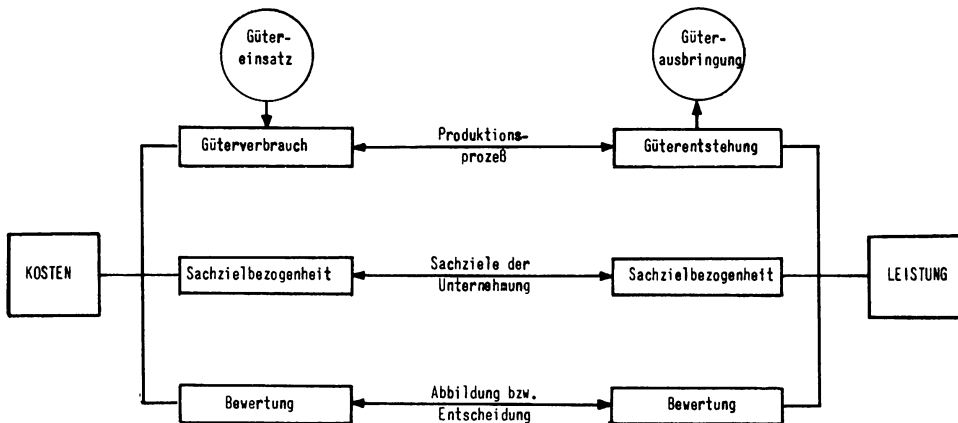 Güter-
einsatz
Güter-
ausbringung
Güterverbrauch
Produktions-
prozeß
Güterentstehung
KOSTEN
Sachzielbezogenheit
Sachziele der
Unternehmung
Sachzielbezogenheit
LEISTUNG
Bewertung
Abbildung bzw.
Entscheidung
Bewertung